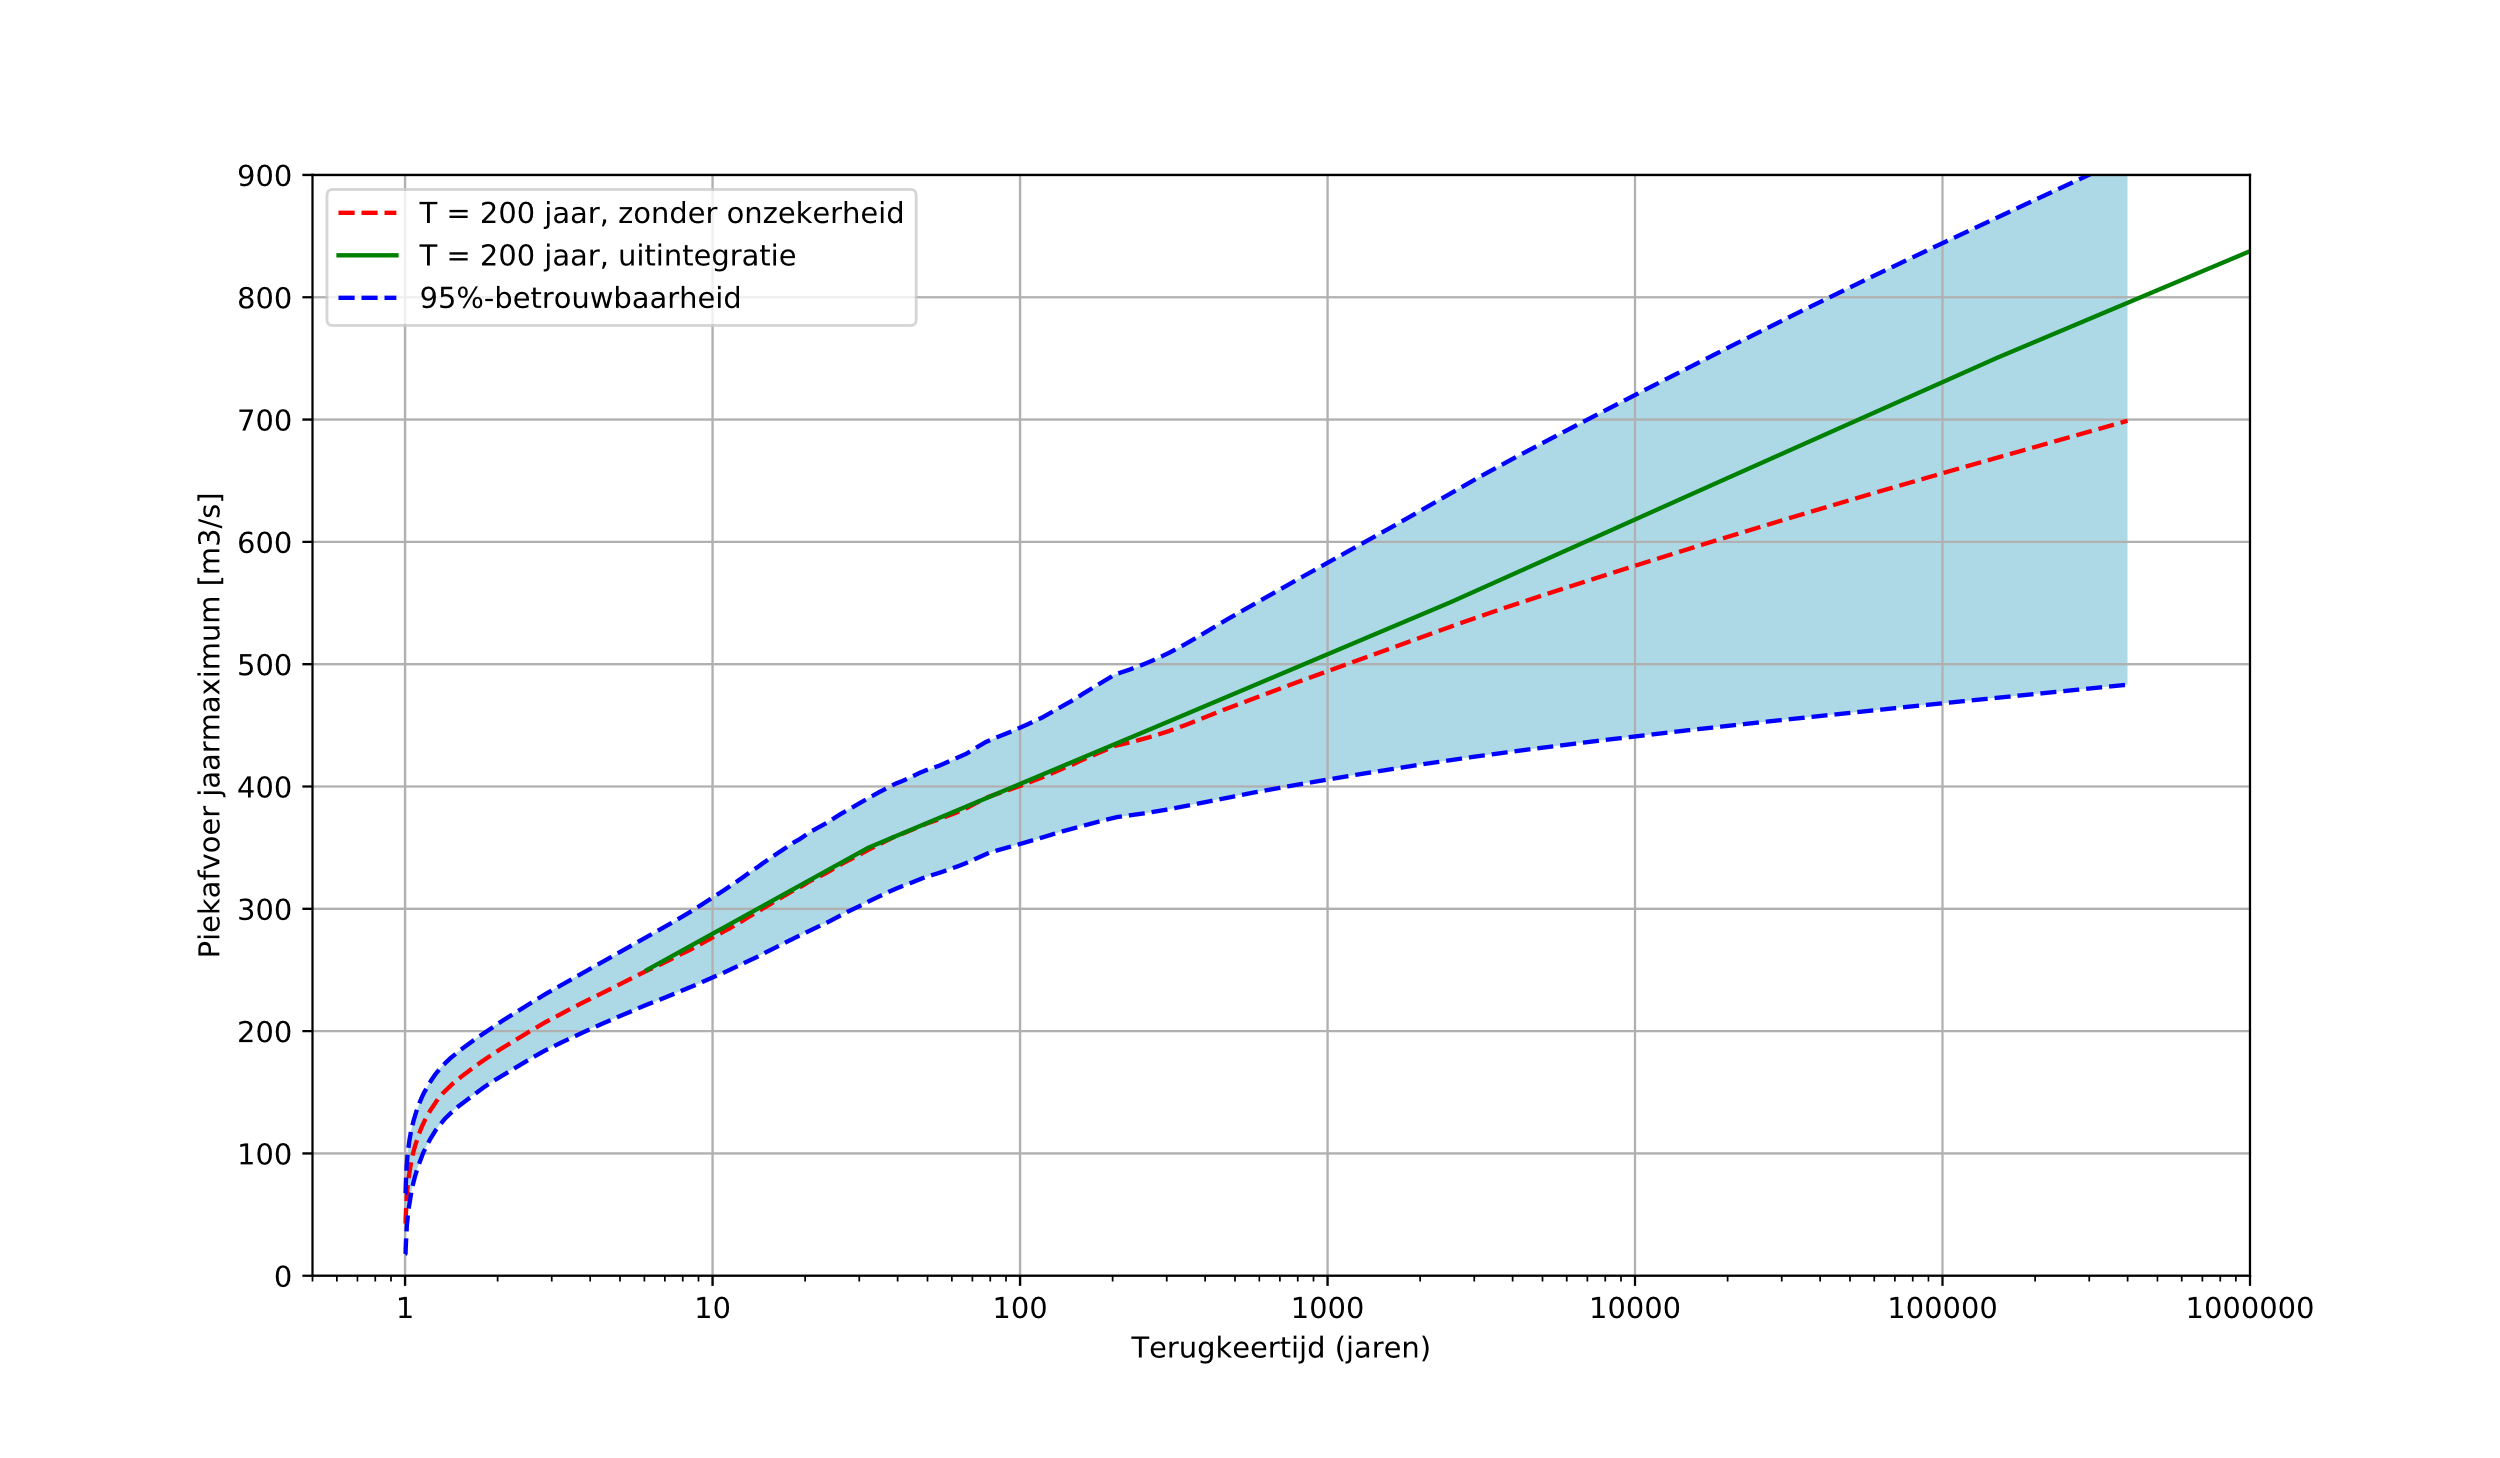 900
800
700
600
500
400
300
200
100
0
Piekafvoer jaarmaximum [m3/s]
T = 200 jaar, zonder onzekerheid
T = 200 jaar, uitintegratie
95%-betrouwbaarheid
1 10 100 1000 10000 100000 1000000
Terugkeertijd (jaren)